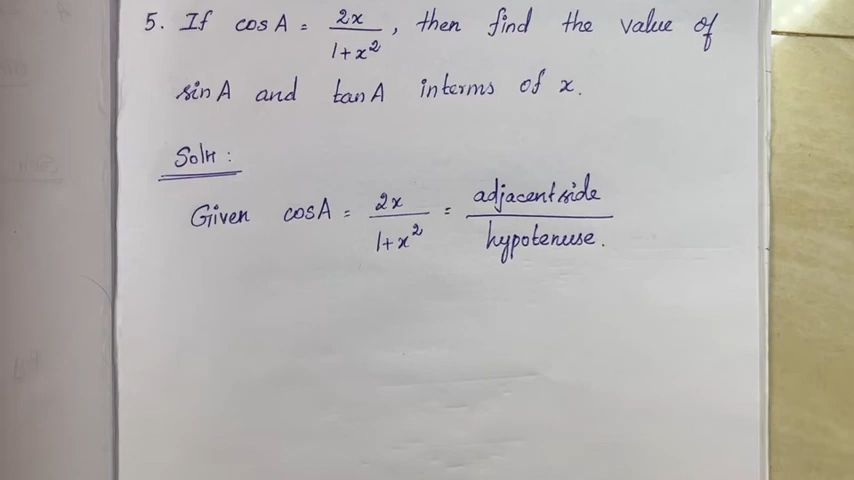 5. If cos A = 2x / 1+x², then find the value of
sin A and tan A interms of x.
Soln :
Given cosA = 2x / 1+x² = adjacent side / hypotenuse.